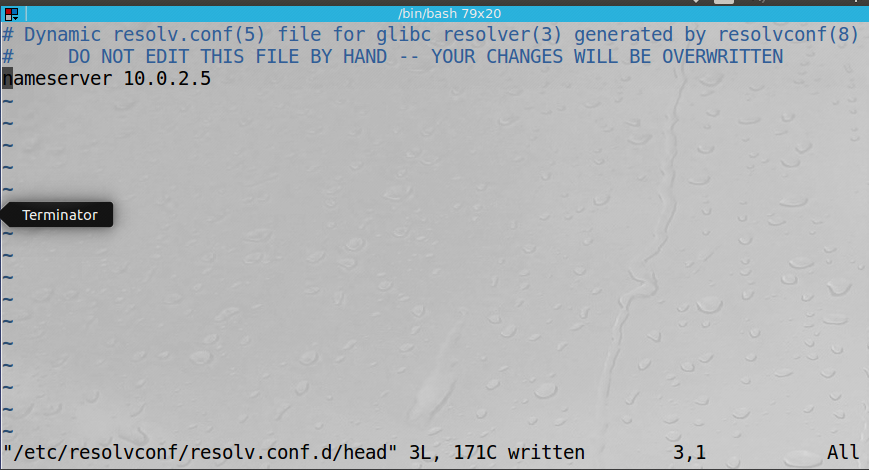 /bin/bash 79x20
# Dynamic resolv.conf(5) file for glibc resolver(3) generated by resolvconf(8)
#     DO NOT EDIT THIS FILE BY HAND -- YOUR CHANGES WILL BE OVERWRITTEN
nameserver 10.0.2.5
~
~
~
~
~
Terminator
~
~
~
~
~
~
~
~
~
~
"/etc/resolvconf/resolv.conf.d/head" 3L, 171C written 3,1 All